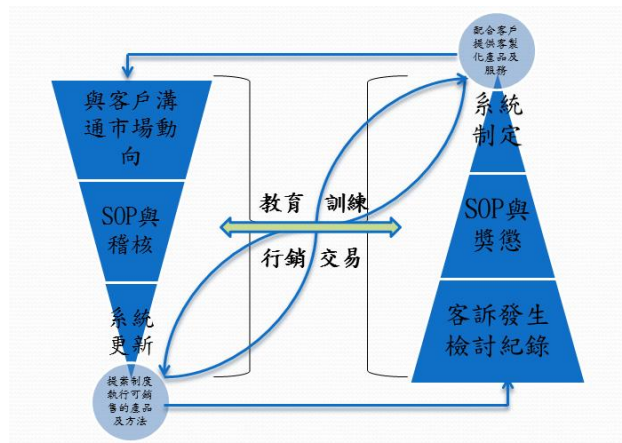 配合客戶
提供客製
化產品及
服務
與客戶溝
通市場動
向
SOP與
稽核
系統
更新
提案制度
執行可銷
售的產品
及方法
教育 訓練
行銷 交易
系統
制定
SOP與
獎懲
客訴發生
檢討紀錄